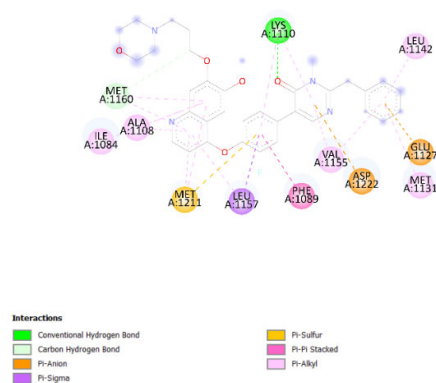 LYS
A:1110
LEU
A:1142
O
O
O
O
N
MET
A:1160
N
N
ILE
A:1084
ALA
A:1108
O
VAL
A:1155
GLU
A:1127
ASP
A:1222
MET
A:1131
MET
A:1211
LEU
A:1157
PHE
A:1089
Interactions
Conventional Hydrogen Bond
Carbon Hydrogen Bond
Pi-Anion
Pi-Sigma
Pi-Sulfur
Pi-Pi Stacked
Pi-Alkyl